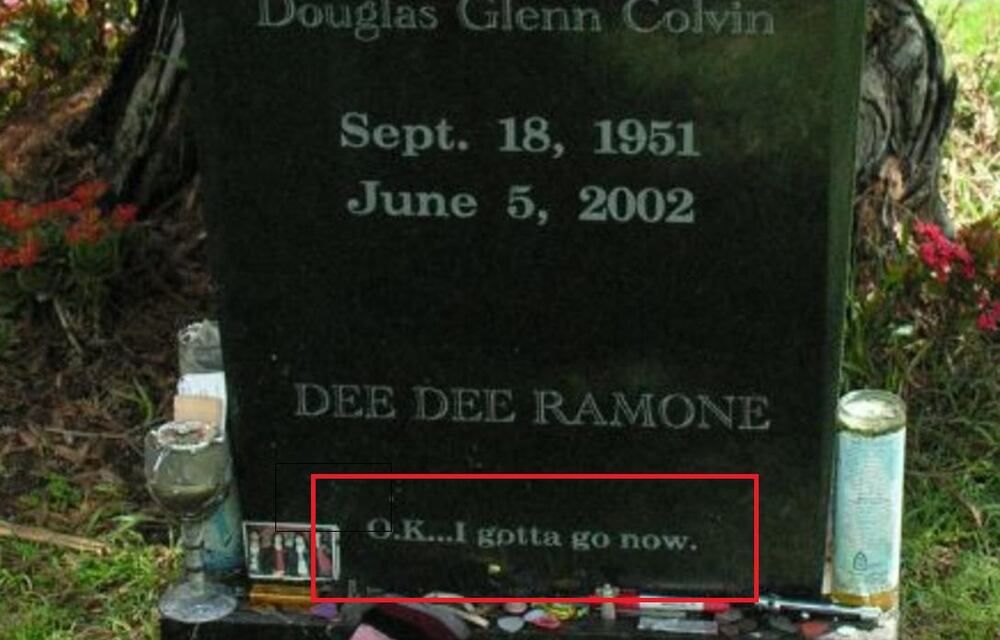 Douglas Glenn Colvin
Sept. 18, 1951
June 5, 2002
DEE DEE RAMONE
O.K...I gotta go now.